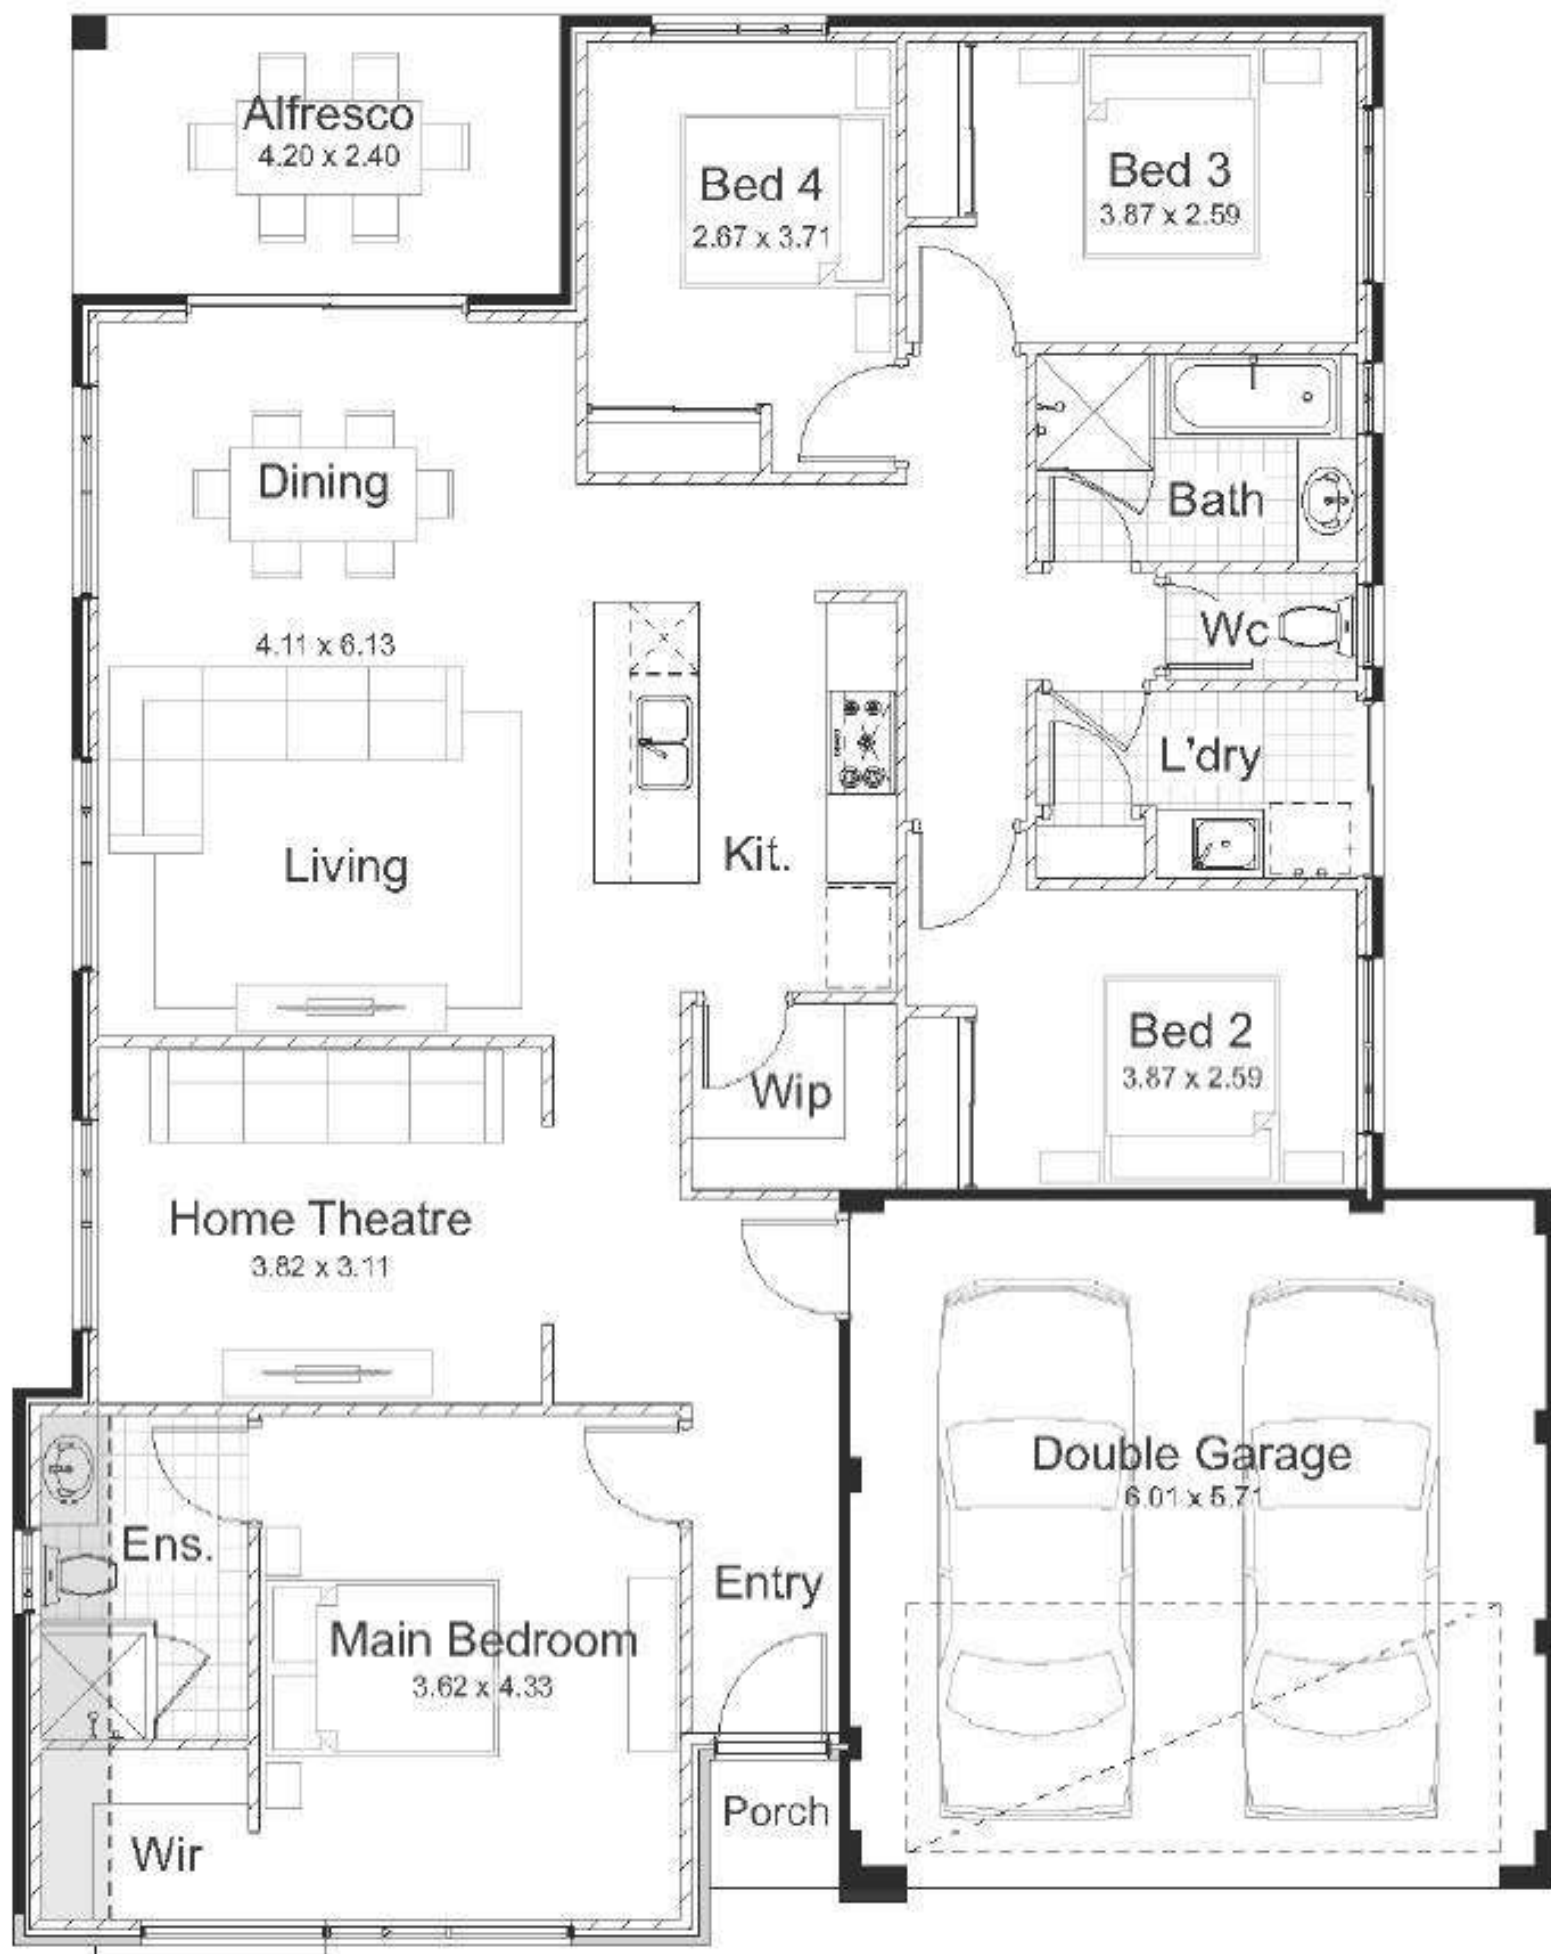 Alfresco
4.20 x 2.40
Bed 4
2.67 x 3.71
Bed 3
3.87 x 2.59
Dining
4.11 x 6.13
Living
Kit.
Bath
Wc
L'dry
Bed 2
3.87 x 2.59
Wip
Home Theatre
3.82 x 3.11
Double Garage
6.01 x 5.71
Ens.
Main Bedroom
3.62 x 4.33
Entry
Porch
Wir